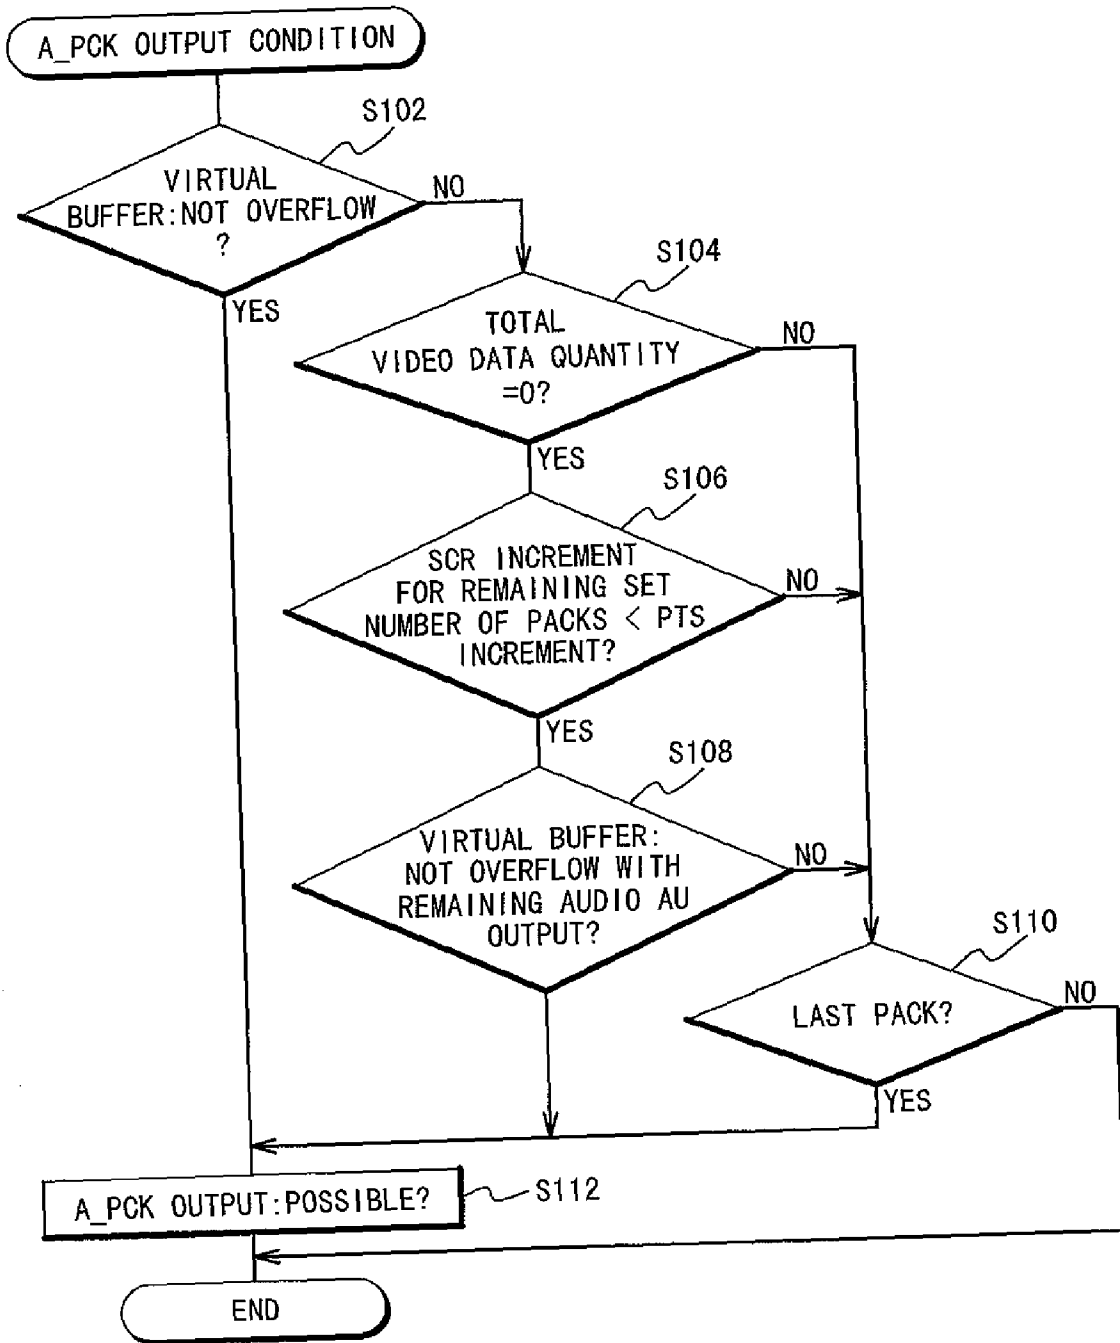 A_PCK OUTPUT CONDITION
S102
VIRTUAL
BUFFER:NOT OVERFLOW
?
NO
YES
S104
TOTAL
VIDEO DATA QUANTITY
=0?
NO
YES
S106
SCR INCREMENT
FOR REMAINING SET
NUMBER OF PACKS < PTS
INCREMENT?
NO
YES
S108
VIRTUAL BUFFER:
NOT OVERFLOW WITH
REMAINING AUDIO AU
OUTPUT?
NO
S110
LAST PACK?
NO
YES
A_PCK OUTPUT:POSSIBLE?
S112
END